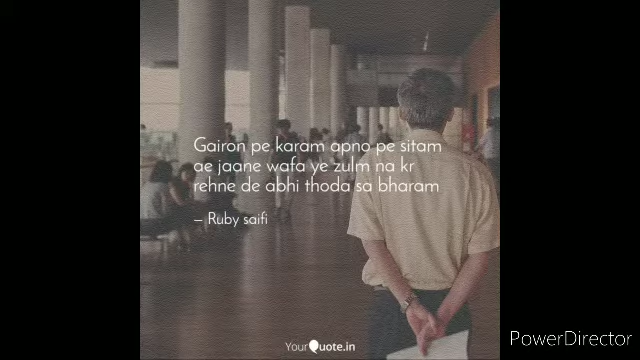 Gairon pe karam apno pe sitam
ae jaane wafa ye zulm na kr
rehne de abhi thoda sa bharam
– Ruby saifi
YourQuote.in
PowerDirector